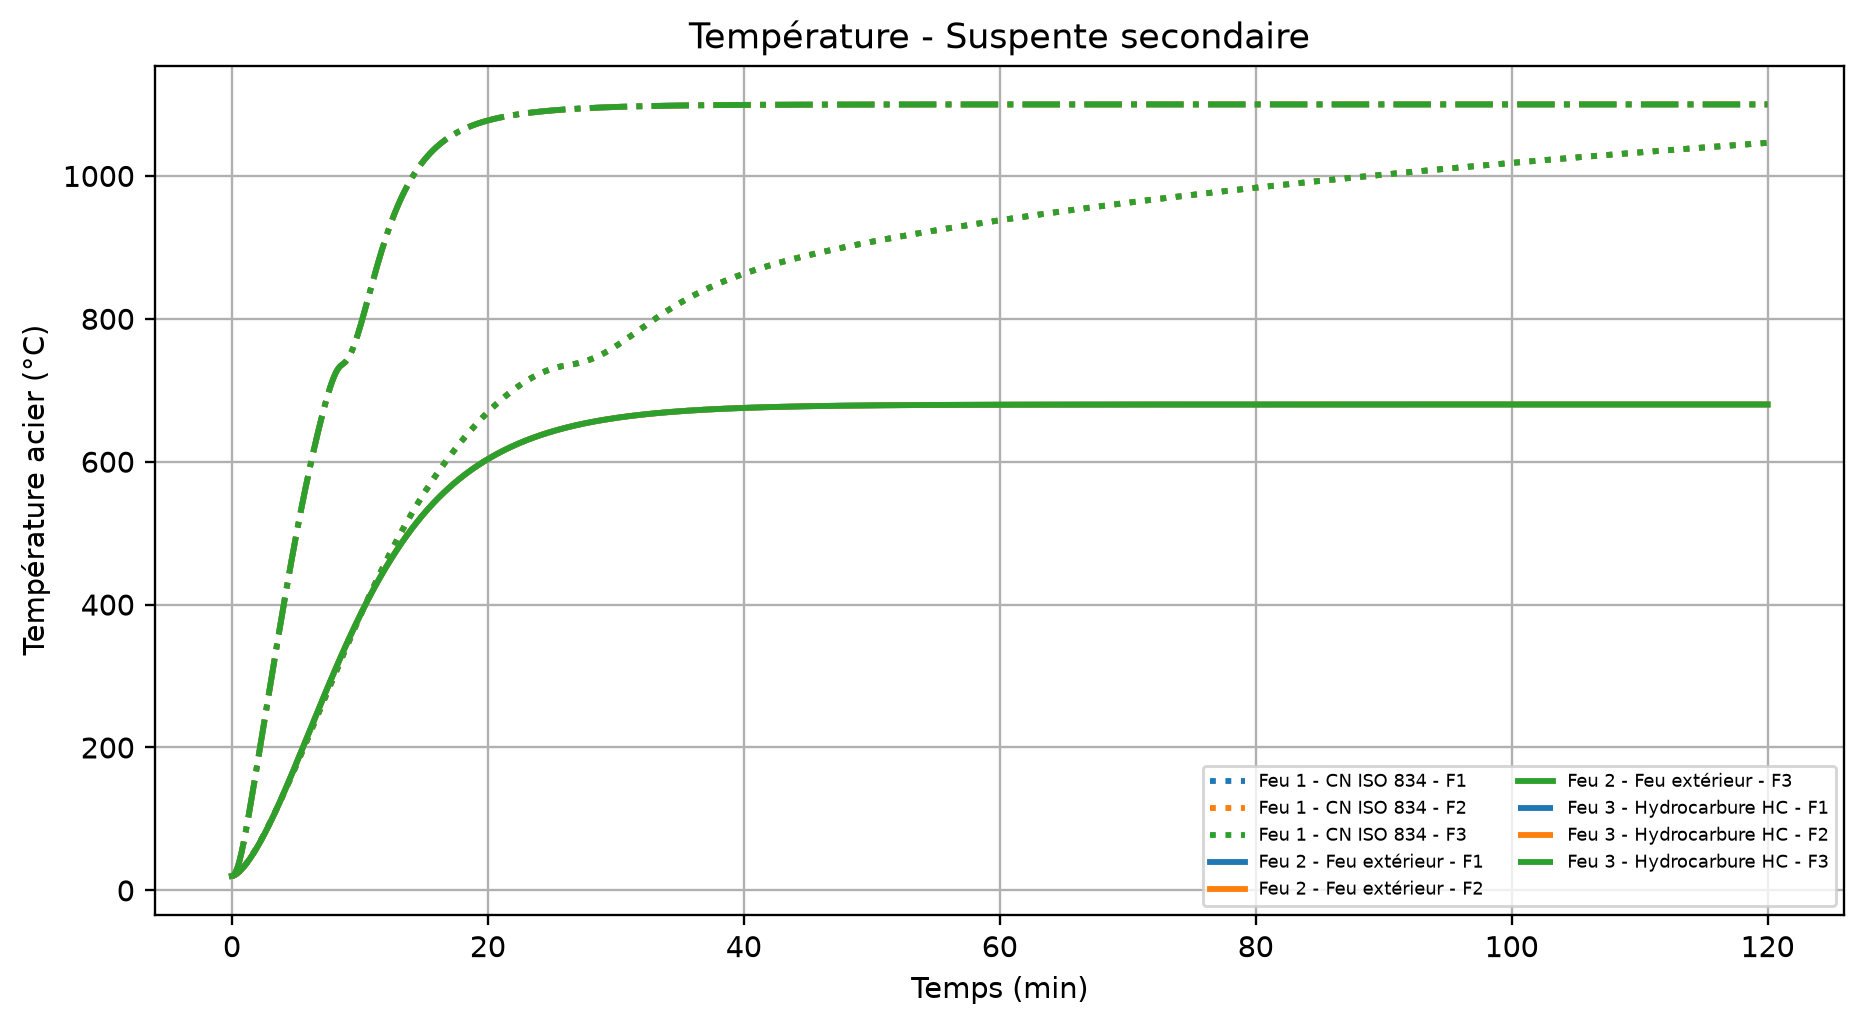 Température - Suspente secondaire
Température acier (°C)
1000
800
600
400
200
0
Feu 1 - CN ISO 834 - F1
Feu 1 - CN ISO 834 - F2
Feu 1 - CN ISO 834 - F3
Feu 2 - Feu extérieur - F1
Feu 2 - Feu extérieur - F2
Feu 2 - Feu extérieur - F3
Feu 3 - Hydrocarbure HC - F1
Feu 3 - Hydrocarbure HC - F2
Feu 3 - Hydrocarbure HC - F3
0 20 40 60 80 100 120
Temps (min)